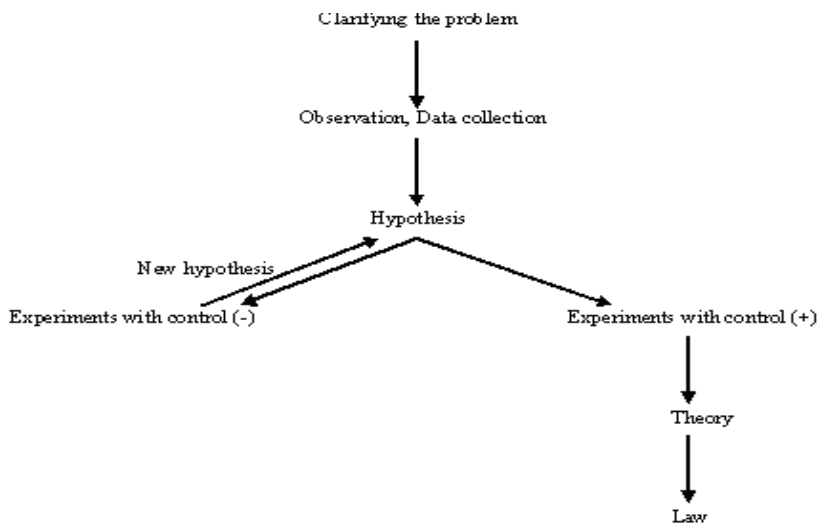 Clarifying the problem
Observation, Data collection
Hypothesis
New hypothesis
Experiments with control (-)
Experiments with control (+)
Theory
Law